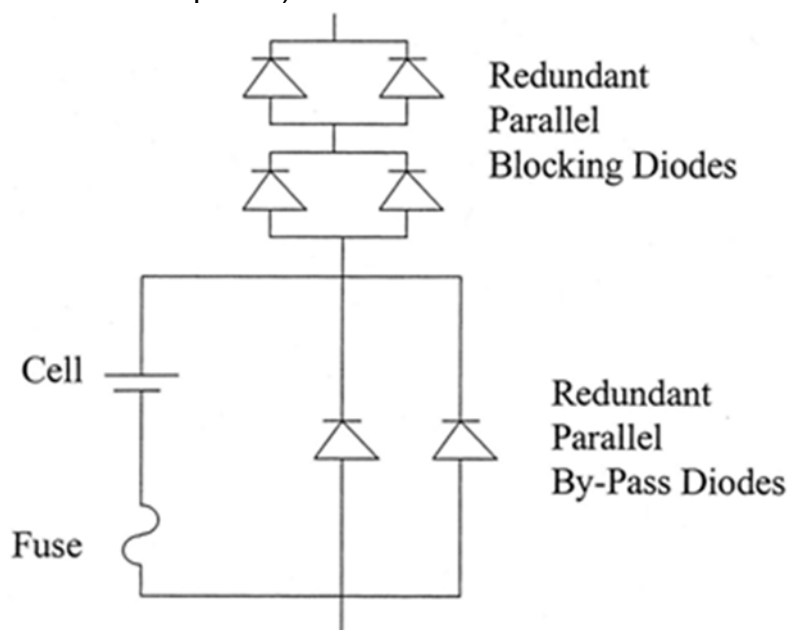 Redundant
Parallel
Blocking Diodes
Cell
Redundant
Parallel
By-Pass Diodes
Fuse